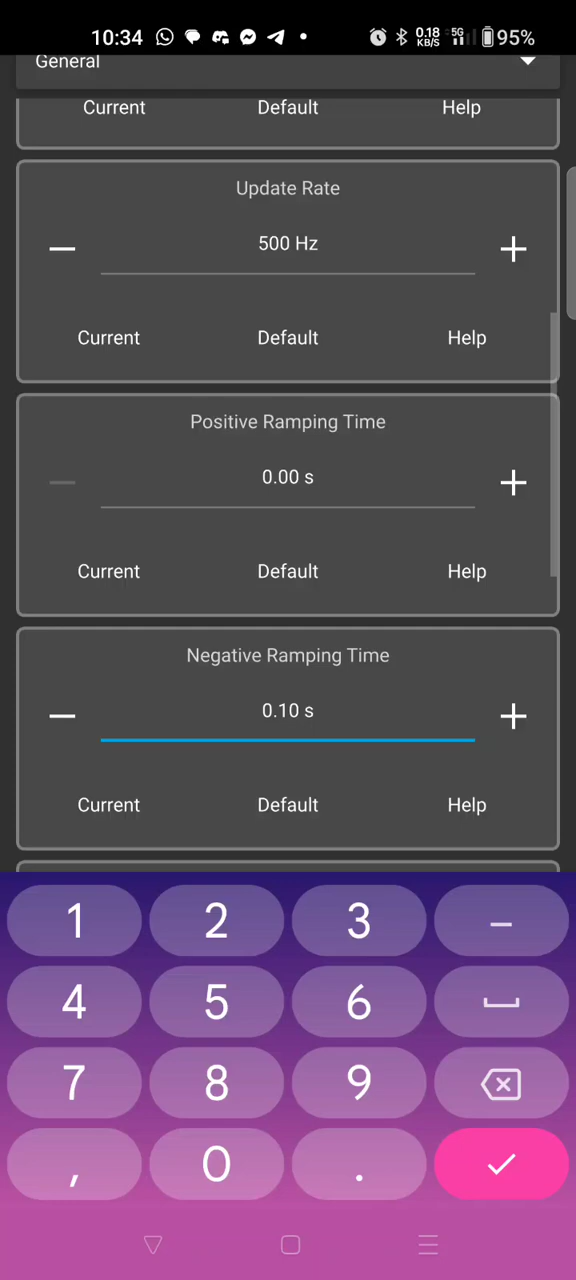 10:34 0.18 KB/S 5G 95%
General
Current Default Help
Update Rate
— 500 Hz +
Current Default Help
Positive Ramping Time
— 0.00 s +
Current Default Help
Negative Ramping Time
— 0.10 s +
Current Default Help
1 2 3 –
4 5 6
7 8 9
, 0 .